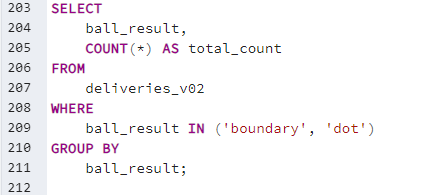 203 SELECT
204     ball_result,
205     COUNT(*) AS total_count
206 FROM
207     deliveries_v02
208 WHERE
209     ball_result IN ('boundary', 'dot')
210 GROUP BY
211     ball_result;
212